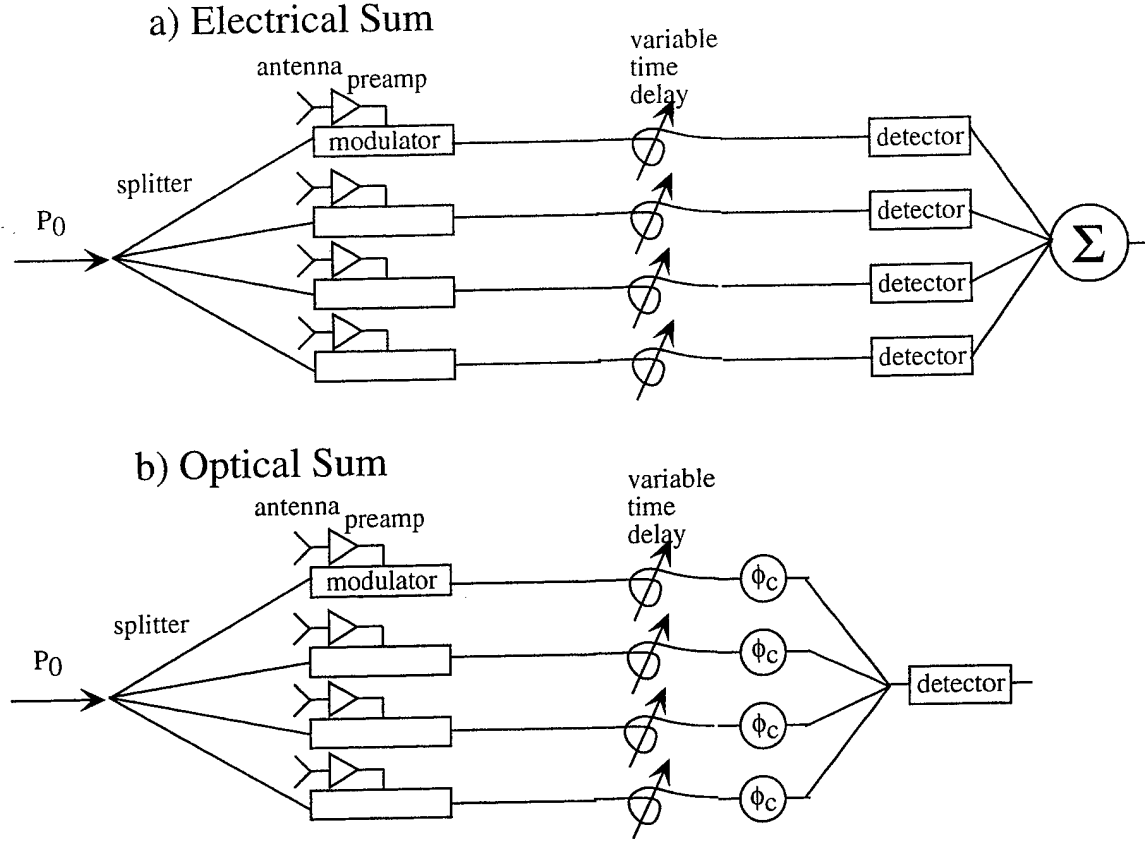 a) Electrical Sum
variable
time
delay
antenna
preamp
modulator
detector
splitter
P0
detector
Σ
detector
detector
b) Optical Sum
variable
time
delay
antenna
preamp
modulator
ϕc
splitter
ϕc
P0
detector
ϕc
ϕc